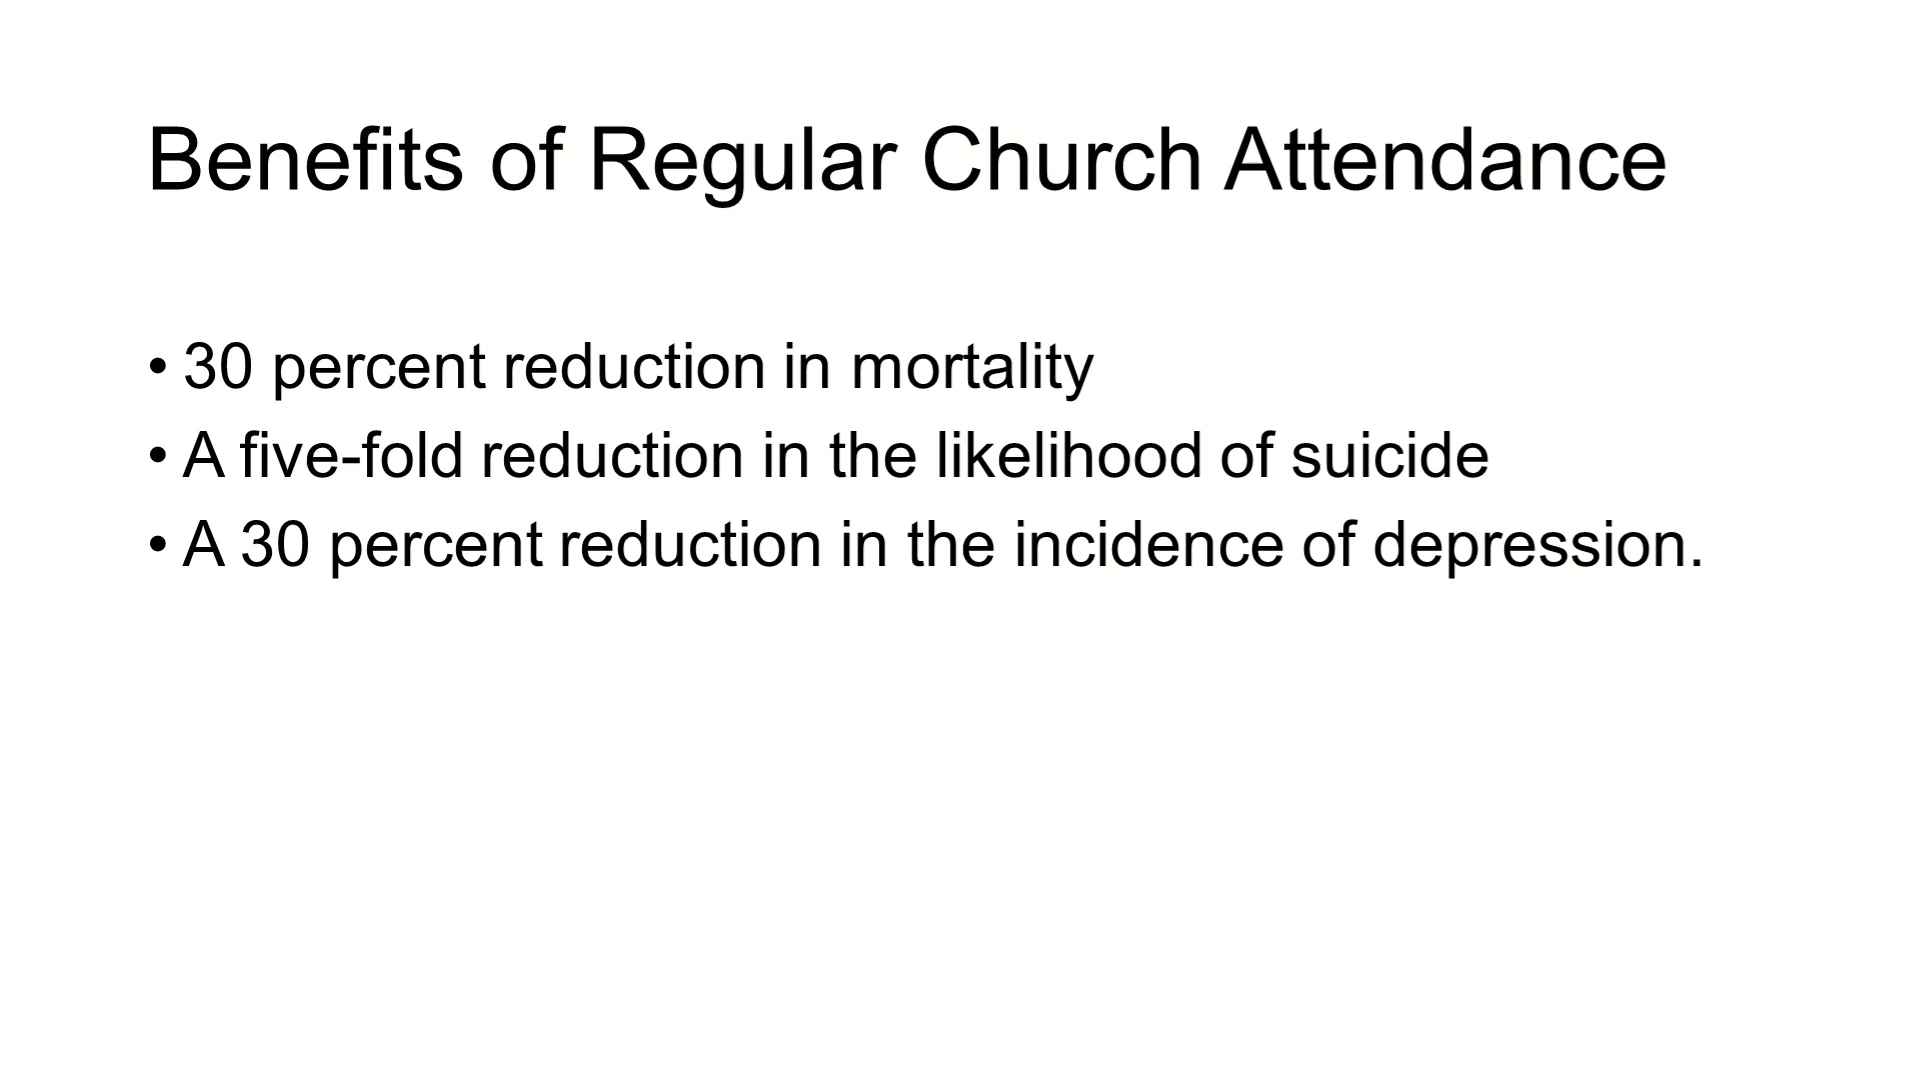 Benefits of Regular Church Attendance
• 30 percent reduction in mortality
• A five-fold reduction in the likelihood of suicide
• A 30 percent reduction in the incidence of depression.